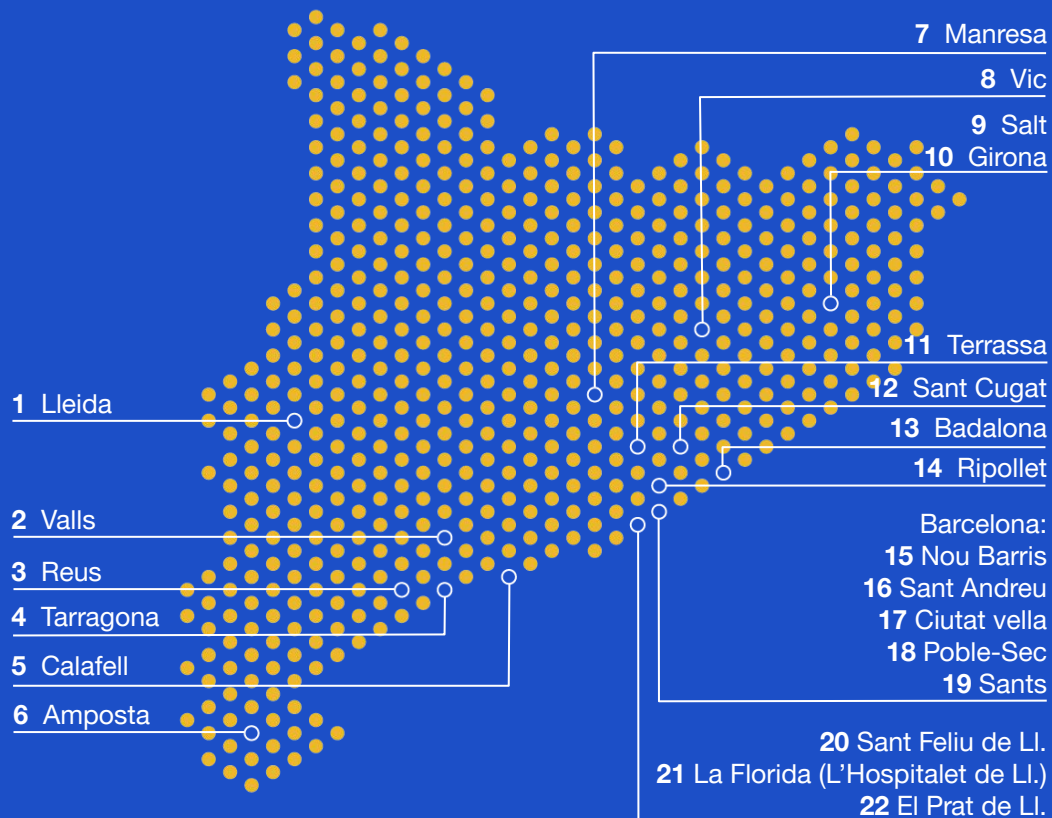 1 Lleida
2 Valls
3 Reus
4 Tarragona
5 Calafell
6 Amposta
7 Manresa
8 Vic
9 Salt
10 Girona
11 Terrassa
12 Sant Cugat
13 Badalona
14 Ripollet
Barcelona:
15 Nou Barris
16 Sant Andreu
17 Ciutat vella
18 Poble-Sec
19 Sants
20 Sant Feliu de Ll.
21 La Florida (L’Hospitalet de Ll.)
22 El Prat de Ll.